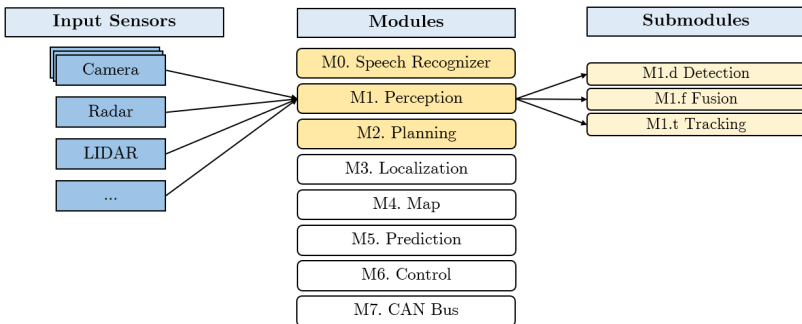 Input Sensors
Camera
Radar
LIDAR
...
Modules
M0. Speech Recognizer
M1. Perception
M2. Planning
M3. Localization
M4. Map
M5. Prediction
M6. Control
M7. CAN Bus
Submodules
M1.d Detection
M1.f Fusion
M1.t Tracking